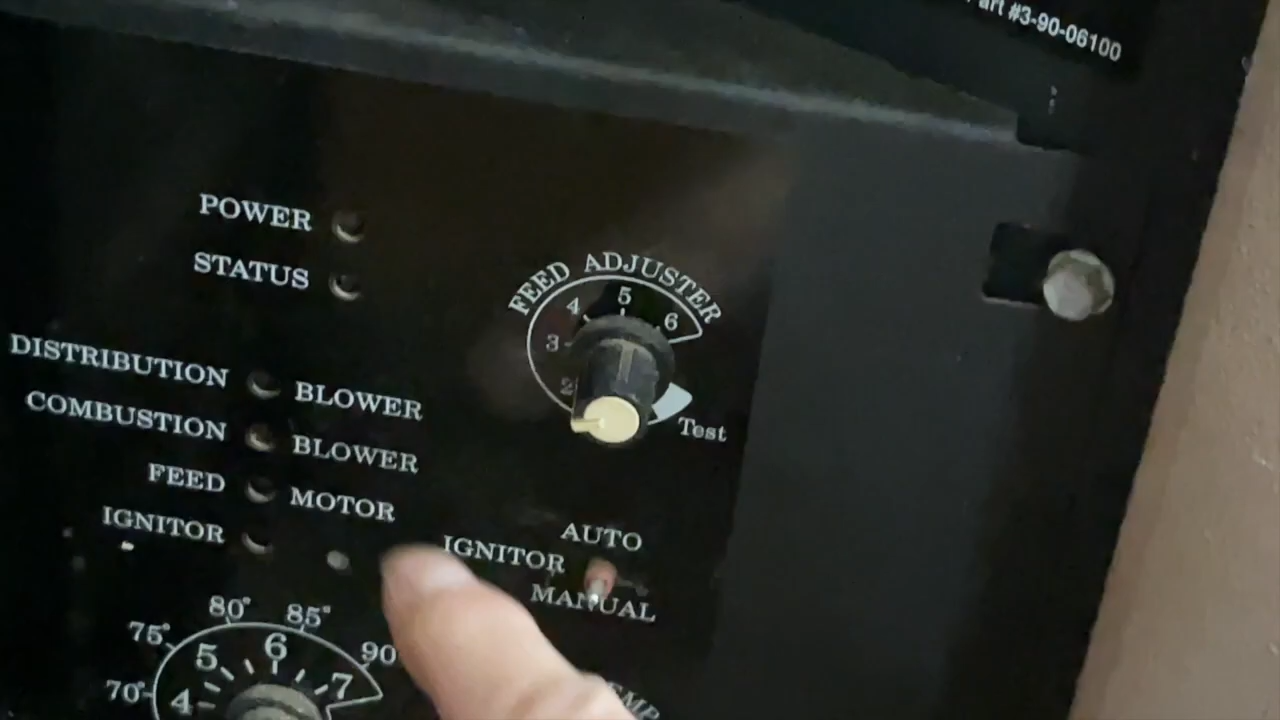 Part #3-90-06100
POWER
STATUS
FEED ADJUSTER
2 3 4 5 6
Test
DISTRIBUTION BLOWER
COMBUSTION BLOWER
FEED MOTOR
IGNITOR
AUTO
IGNITOR
MANUAL
70° 75° 80° 85° 90
4 5 6 7